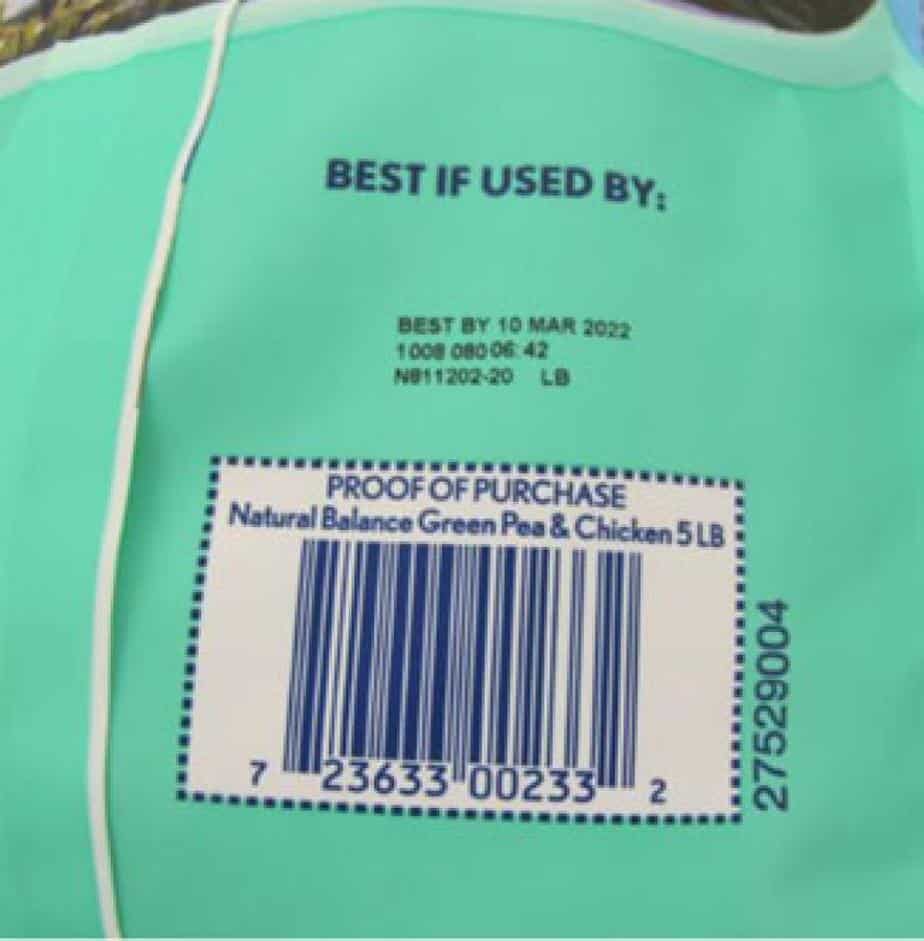 BEST IF USED BY:
BEST BY 10 MAR 2022
1008 080 06:42
N811202-20 LB
PROOF OF PURCHASE
Natural Balance Green Pea & Chicken 5 LB
7 23633 00233 2
27529004